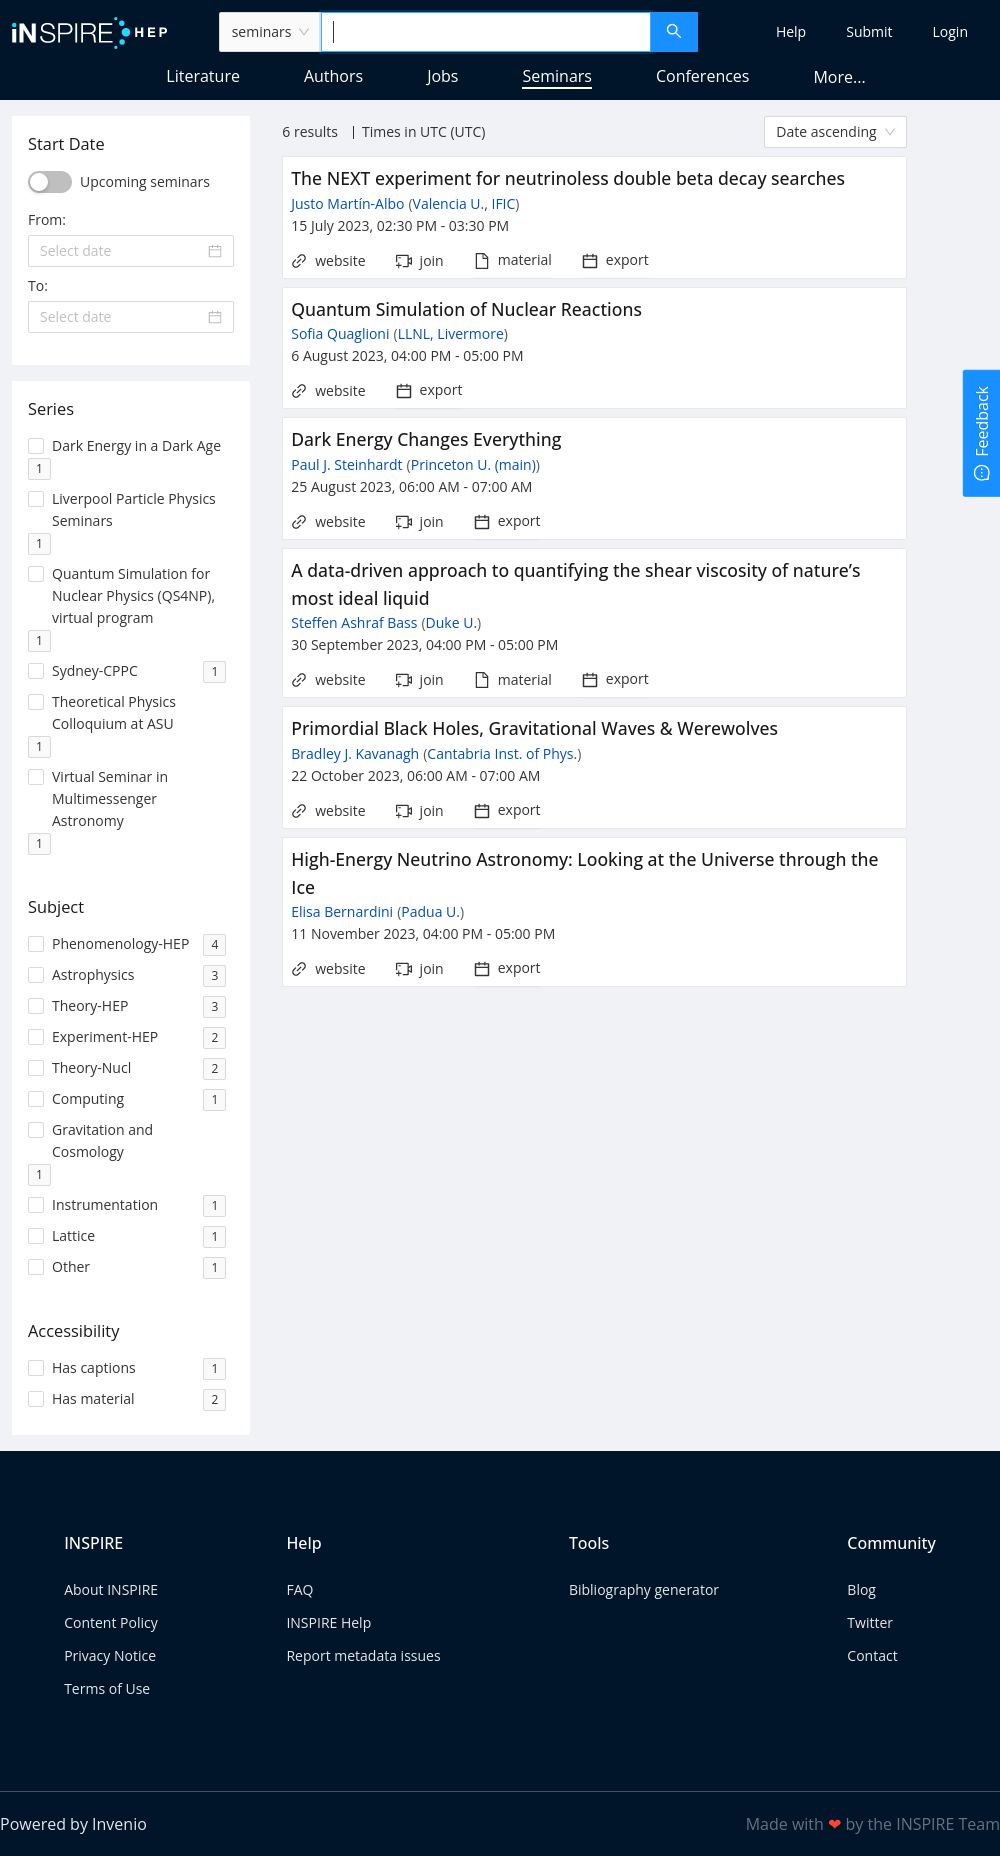 iNSPIRE HEP
seminars
Help
Submit
Login
Literature
Authors
Jobs
Seminars
Conferences
More...
Start Date
Upcoming seminars
From:
Select date
To:
Select date
Series
Dark Energy in a Dark Age
1
Liverpool Particle Physics
Seminars
1
Quantum Simulation for
Nuclear Physics (QS4NP),
virtual program
1
Sydney-CPPC 1
Theoretical Physics
Colloquium at ASU
1
Virtual Seminar in
Multimessenger
Astronomy
1
Subject
Phenomenology-HEP 4
Astrophysics 3
Theory-HEP 3
Experiment-HEP 2
Theory-Nucl 2
Computing 1
Gravitation and
Cosmology
1
Instrumentation 1
Lattice 1
Other 1
Accessibility
Has captions 1
Has material 2
6 results | Times in UTC (UTC)
Date ascending
The NEXT experiment for neutrinoless double beta decay searches
Justo Martín-Albo (Valencia U., IFIC)
15 July 2023, 02:30 PM - 03:30 PM
website join material export
Quantum Simulation of Nuclear Reactions
Sofia Quaglioni (LLNL, Livermore)
6 August 2023, 04:00 PM - 05:00 PM
website export
Dark Energy Changes Everything
Paul J. Steinhardt (Princeton U. (main))
25 August 2023, 06:00 AM - 07:00 AM
website join export
A data-driven approach to quantifying the shear viscosity of nature’s
most ideal liquid
Steffen Ashraf Bass (Duke U.)
30 September 2023, 04:00 PM - 05:00 PM
website join material export
Primordial Black Holes, Gravitational Waves & Werewolves
Bradley J. Kavanagh (Cantabria Inst. of Phys.)
22 October 2023, 06:00 AM - 07:00 AM
website join export
High-Energy Neutrino Astronomy: Looking at the Universe through the
Ice
Elisa Bernardini (Padua U.)
11 November 2023, 04:00 PM - 05:00 PM
website join export
Feedback
INSPIRE
About INSPIRE
Content Policy
Privacy Notice
Terms of Use
Help
FAQ
INSPIRE Help
Report metadata issues
Tools
Bibliography generator
Community
Blog
Twitter
Contact
Powered by Invenio
Made with ❤ by the INSPIRE Team